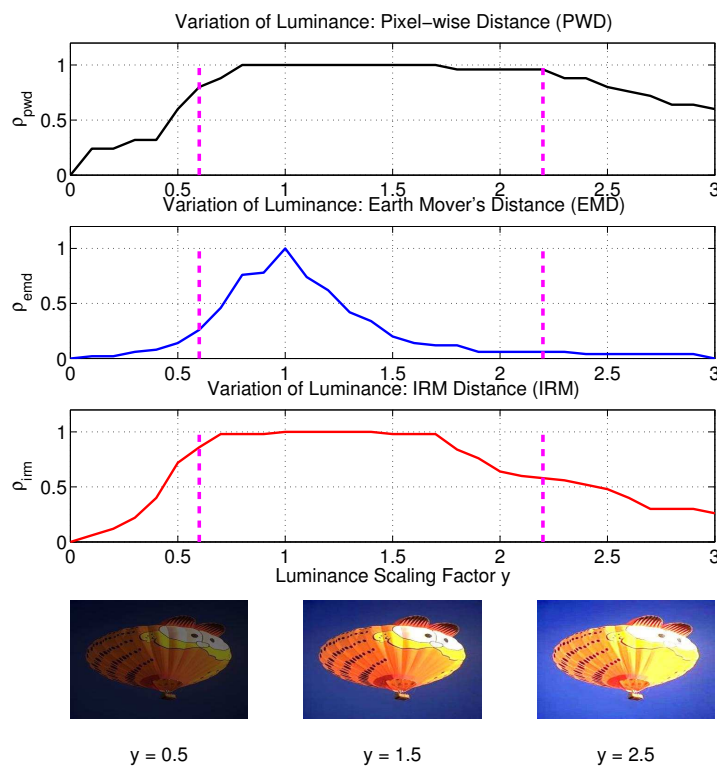 Variation of Luminance: Pixel−wise Distance (PWD)
1
0.5
0
ρpwd
0 0.5 1 1.5 2 2.5 3
Variation of Luminance: Earth Mover's Distance (EMD)
1
0.5
0
ρemd
0 0.5 1 1.5 2 2.5 3
Variation of Luminance: IRM Distance (IRM)
1
0.5
0
ρirm
0 0.5 1 1.5 2 2.5 3
Luminance Scaling Factor y
y = 0.5 y = 1.5 y = 2.5